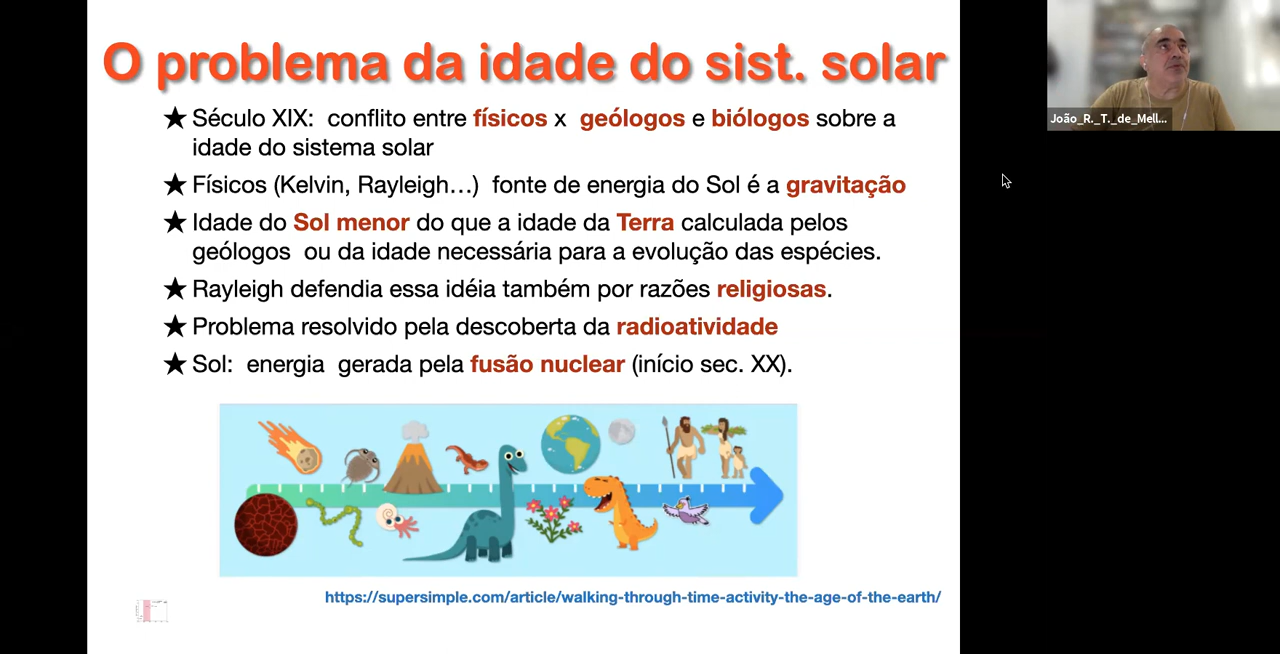 O problema da idade do sist. solar
★ Século XIX: conflito entre físicos x geólogos e biólogos sobre a
idade do sistema solar
★ Físicos (Kelvin, Rayleigh…) fonte de energia do Sol é a gravitação
★ Idade do Sol menor do que a idade da Terra calculada pelos
geólogos ou da idade necessária para a evolução das espécies.
★ Rayleigh defendia essa idéia também por razões religiosas.
★ Problema resolvido pela descoberta da radioatividade
★ Sol: energia gerada pela fusão nuclear (início sec. XX).
https://supersimple.com/article/walking-through-time-activity-the-age-of-the-earth/
João_R._T._de_Mell...